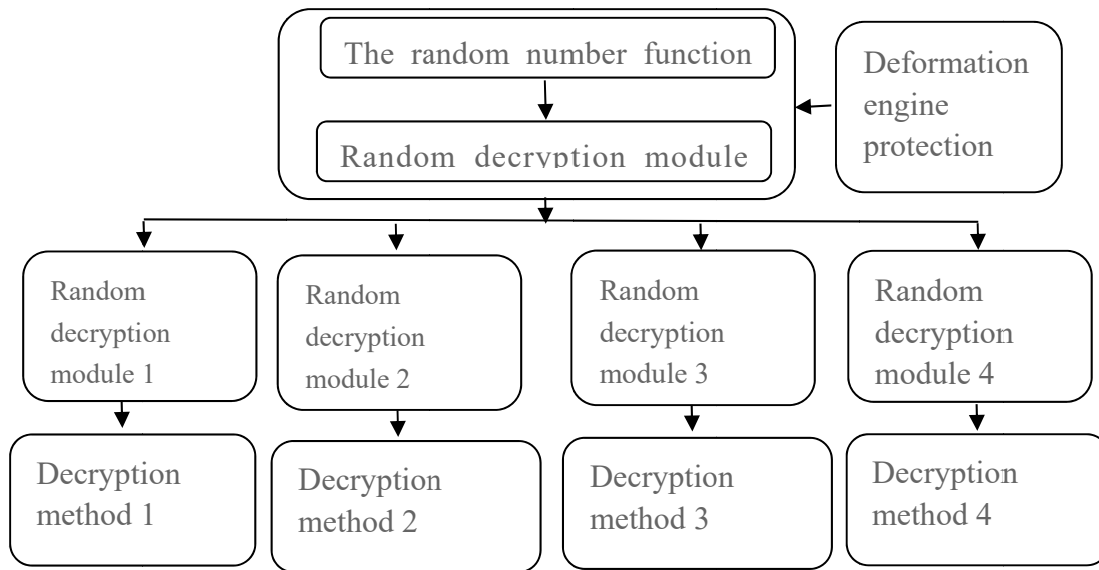 The random number function
Random decryption module
Deformation
engine
protection
Random
decryption
module 1
Random
decryption
module 2
Random
decryption
module 3
Random
decryption
module 4
Decryption
method 1
Decryption
method 2
Decryption
method 3
Decryption
method 4